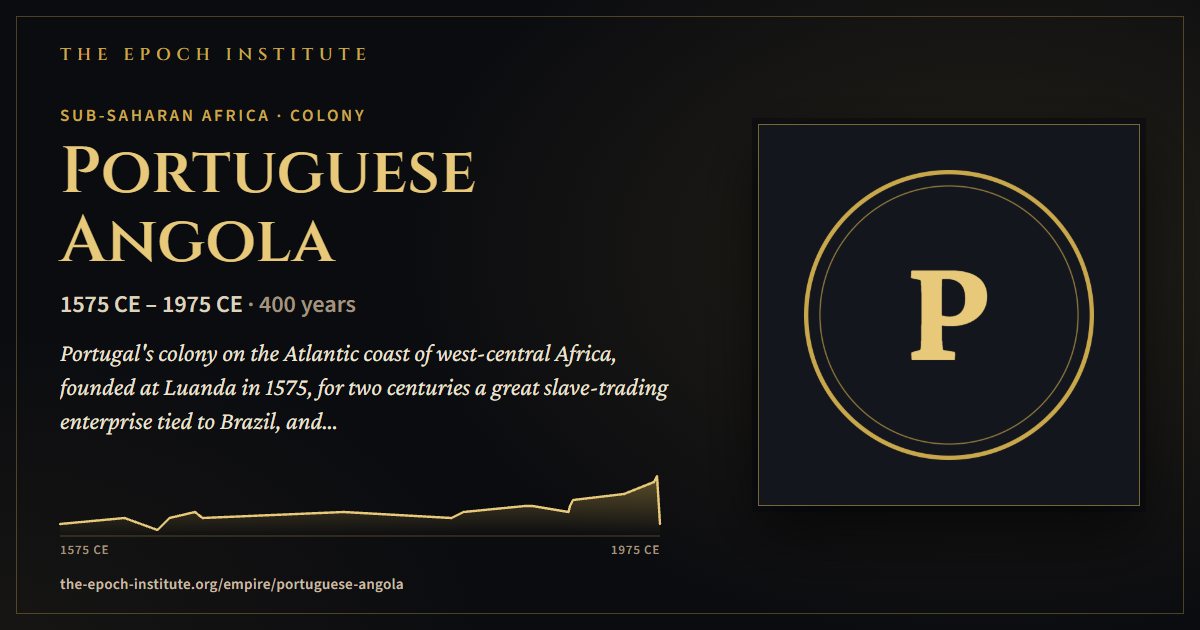 THE EPOCH INSTITUTE
SUB-SAHARAN AFRICA · COLONY
PORTUGUESE
ANGOLA
1575 CE – 1975 CE · 400 years
Portugal's colony on the Atlantic coast of west-central Africa,
founded at Luanda in 1575, for two centuries a great slave-trading
enterprise tied to Brazil, and...
P
1575 CE
1975 CE
the-epoch-institute.org/empire/portuguese-angola